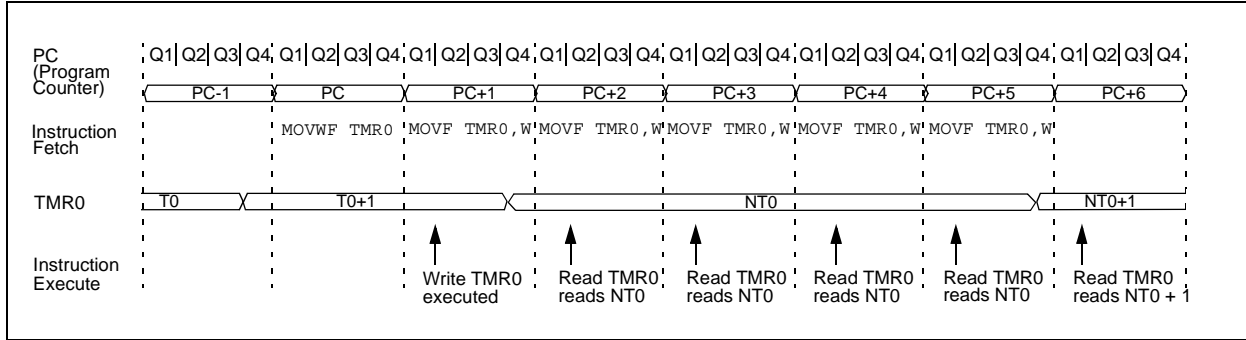 PC
(Program
Counter)
Q1 Q2 Q3 Q4 Q1 Q2 Q3 Q4 Q1 Q2 Q3 Q4 Q1 Q2 Q3 Q4 Q1 Q2 Q3 Q4 Q1 Q2 Q3 Q4 Q1 Q2 Q3 Q4 Q1 Q2 Q3 Q4
PC-1 PC PC+1 PC+2 PC+3 PC+4 PC+5 PC+6
Instruction
Fetch
MOVWF TMR0 MOVF TMR0,W MOVF TMR0,W MOVF TMR0,W MOVF TMR0,W MOVF TMR0,W
TMR0
T0 T0+1 NT0 NT0+1
Instruction
Execute
Write TMR0
executed
Read TMR0
reads NT0
Read TMR0
reads NT0
Read TMR0
reads NT0
Read TMR0
reads NT0
Read TMR0
reads NT0 + 1